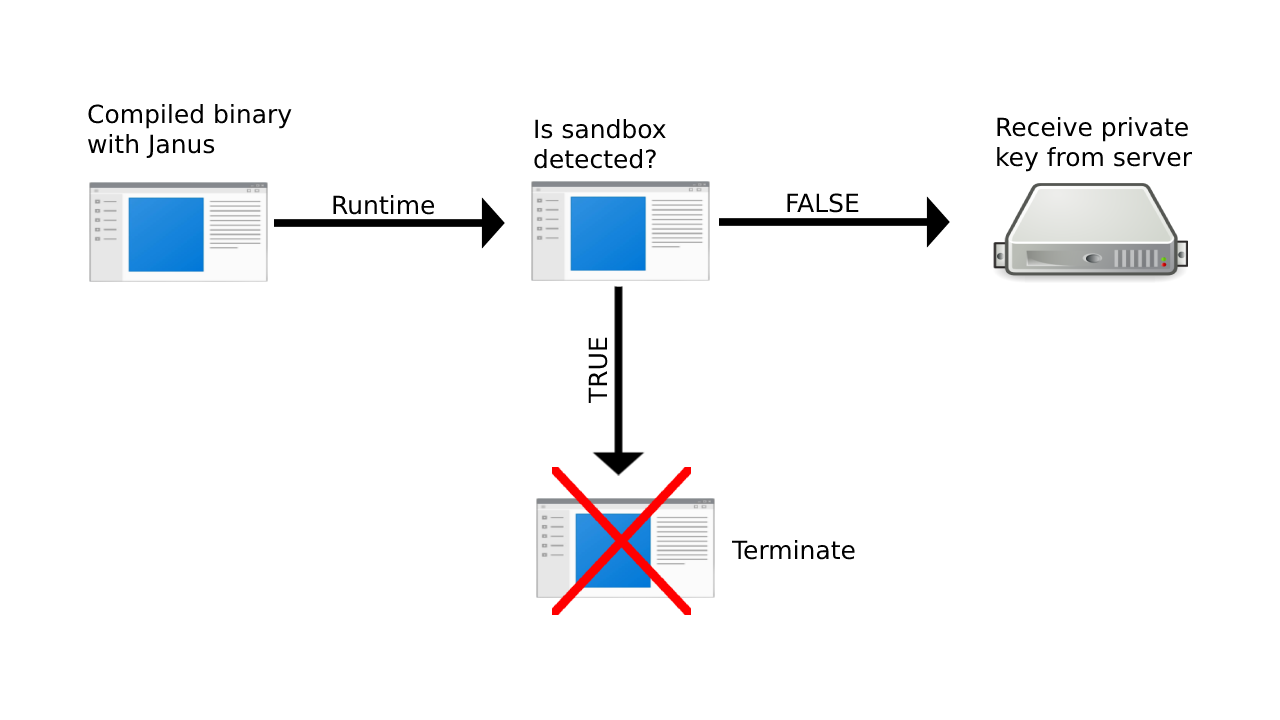 Compiled binary
with Janus
Runtime
Is sandbox
detected?
FALSE
Receive private
key from server
TRUE
Terminate